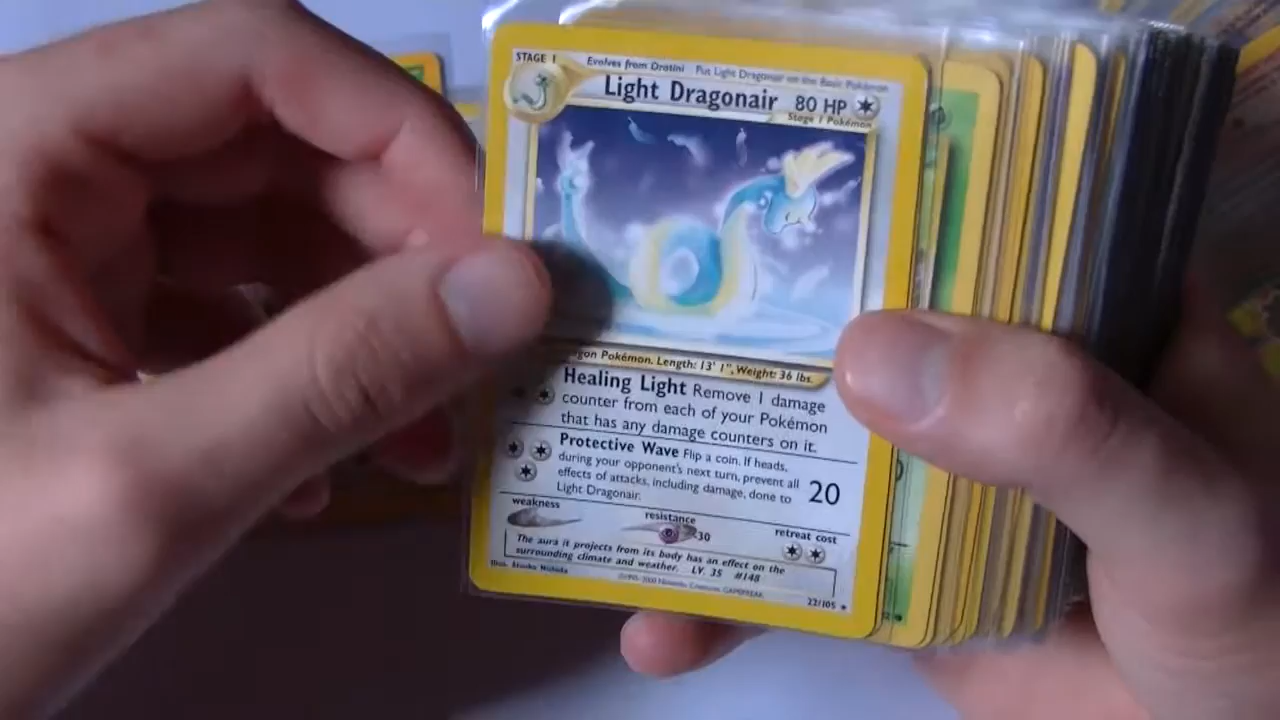 STAGE 1 Evolves from Dratini Put Light Dragonair on the Basic Pokémon
Light Dragonair 80 HP
Stage 1 Pokémon
gon Pokémon. Length: 13' 1", Weight: 36 lbs.
Healing Light Remove 1 damage
counter from each of your Pokémon
that has any damage counters on it.
Protective Wave Flip a coin. If heads,
during your opponent's next turn, prevent all
effects of attacks, including damage, done to
Light Dragonair.
20
weakness resistance retreat cost
30
The aura it projects from its body has an effect on the
surrounding climate and weather. LV. 35 #148
Illus. Atsuko Nishida
22/105